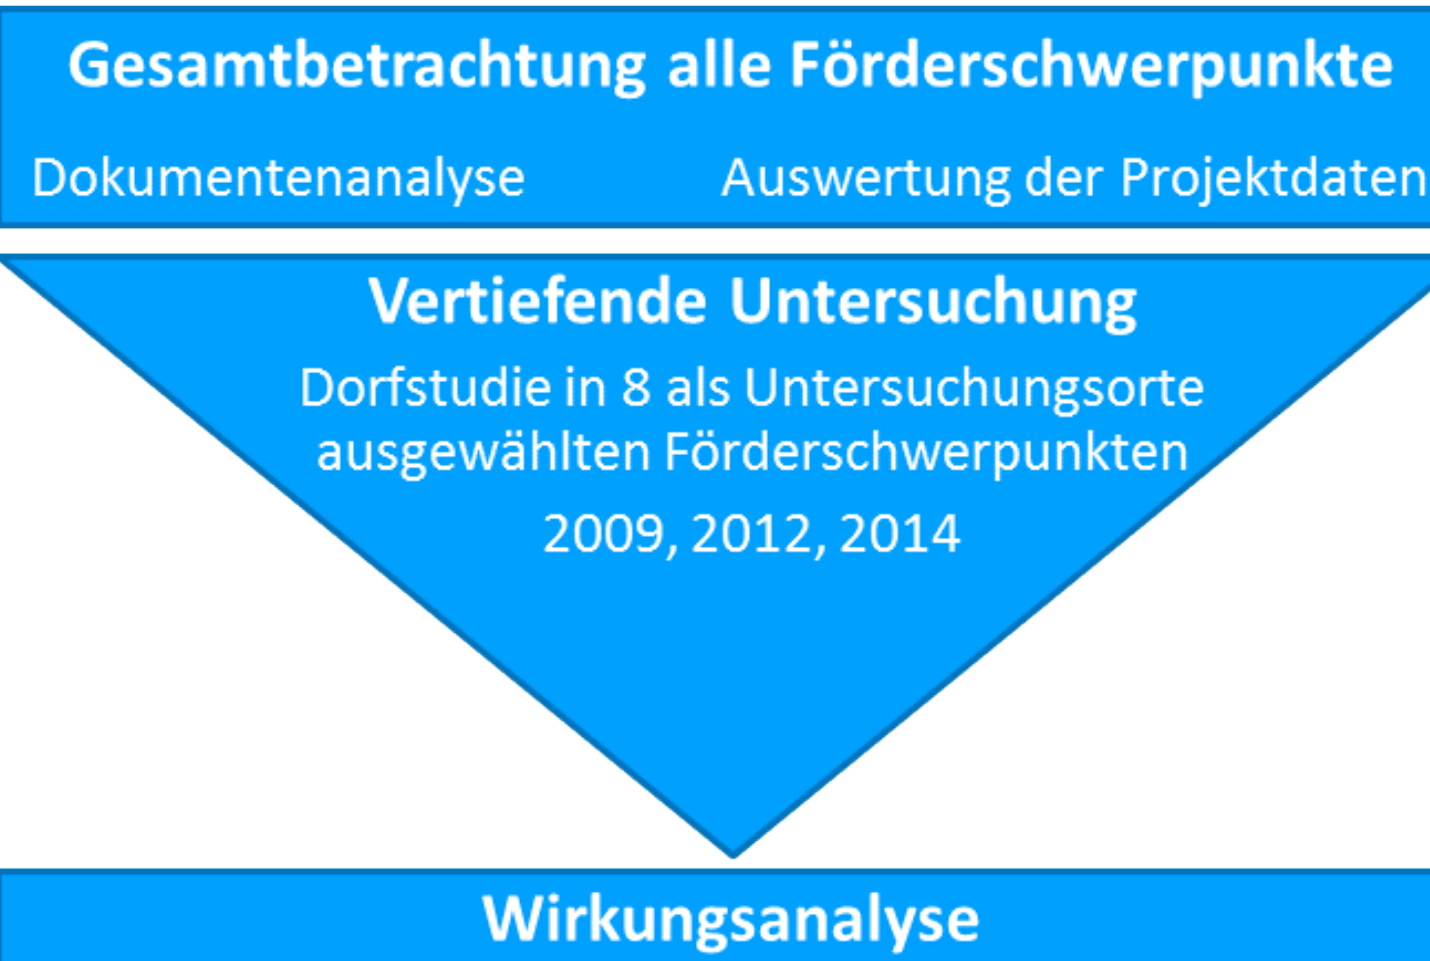 Gesamtbetrachtung alle Förderschwerpunkte
Dokumentenanalyse Auswertung der Projektdaten
Vertiefende Untersuchung
Dorfstudie in 8 als Untersuchungsorte
ausgewählten Förderschwerpunkten
2009, 2012, 2014
Wirkungsanalyse